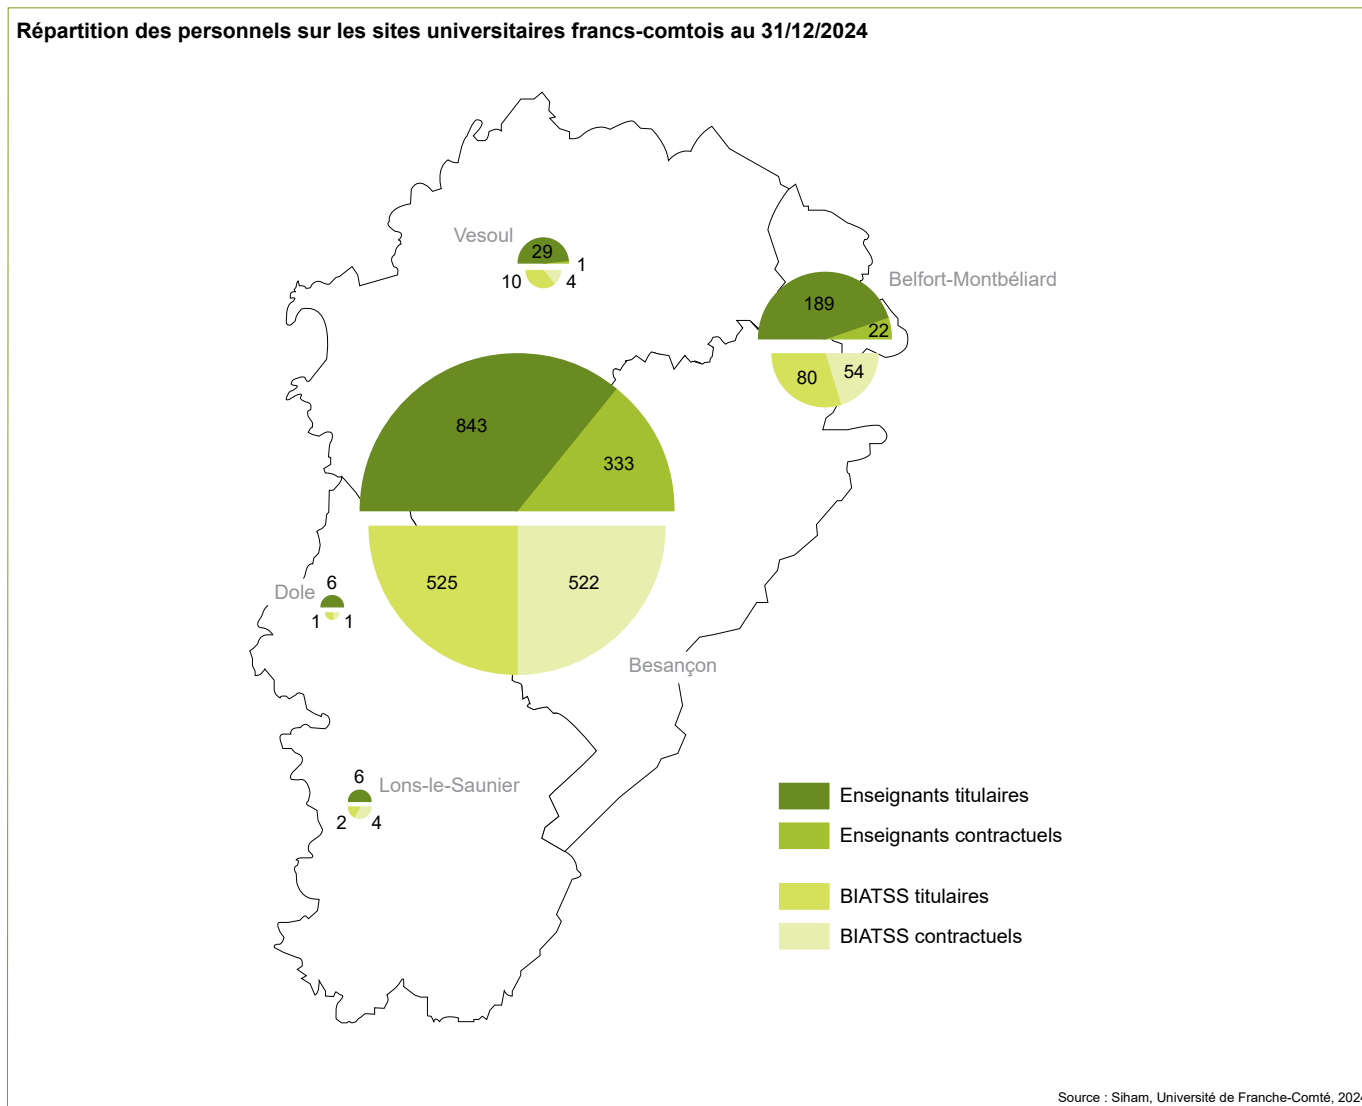 Répartition des personnels sur les sites universitaires francs-comtois au 31/12/2024
Vesoul
29
1
10
4
Belfort-Montbéliard
189
22
80
54
843
333
525
522
Besançon
Dole
6
1
1
Lons-le-Saunier
6
2
4
Enseignants titulaires
Enseignants contractuels
BIATSS titulaires
BIATSS contractuels
Source : Siham, Université de Franche-Comté, 2024